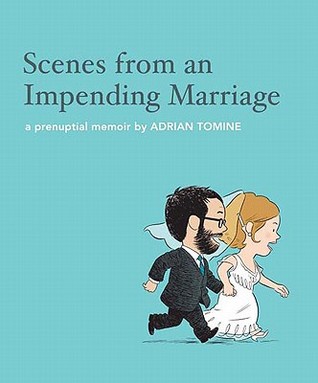 Scenes from an
Impending Marriage
a prenuptial memoir by ADRIAN TOMINE